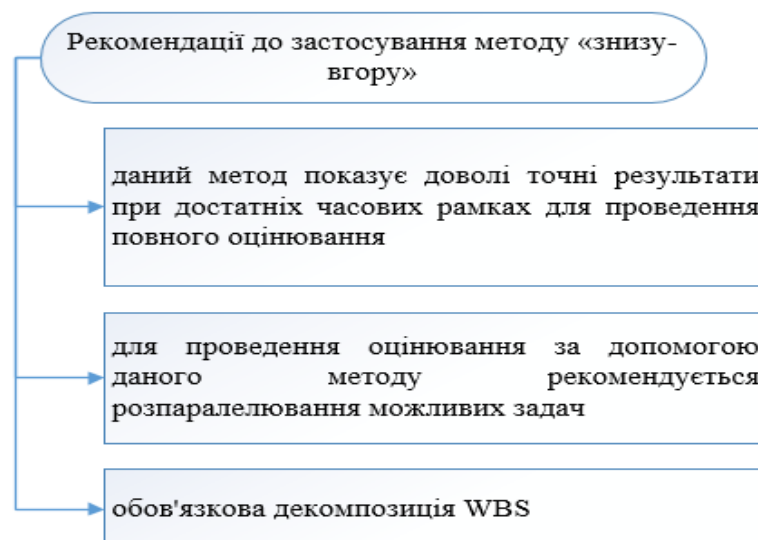 Рекомендації до застосування методу «знизу-
вгору»
даний метод показує доволі точні результати
при достатніх часових рамках для проведення
повного оцінювання
для проведення оцінювання за допомогою
даного методу рекомендується
розпаралелювання можливих задач
обов'язкова декомпозиція WBS